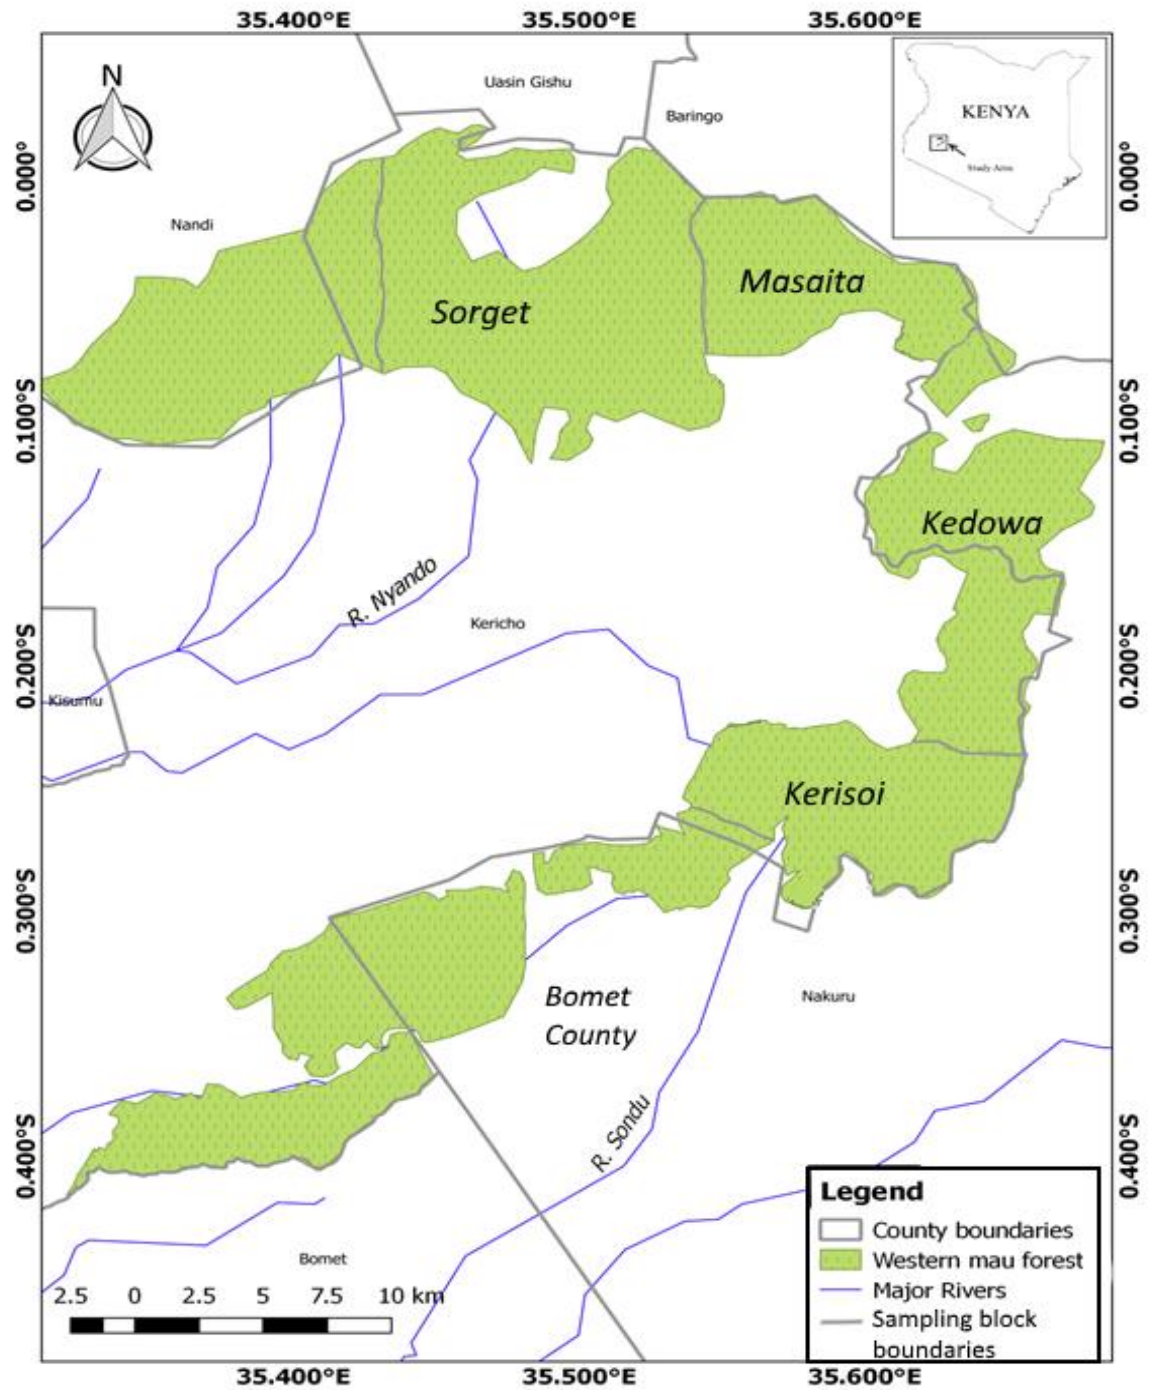 35.400°E 35.500°E 35.600°E
N
Uasin Gishu
Baringo
KENYA
Study Area
0.000°
0.000°
Nandi
Masaita
Sorget
0.100°S
0.100°S
Kedowa
R. Nyando
Kericho
0.200°S
0.200°S
Kisumu
Kerisoi
0.300°S
0.300°S
Bomet
County
Nakuru
R. Sondu
0.400°S
0.400°S
Legend
County boundaries
Western mau forest
Major Rivers
Sampling block
boundaries
Bomet
2.5 0 2.5 5 7.5 10 km
35.400°E 35.500°E 35.600°E